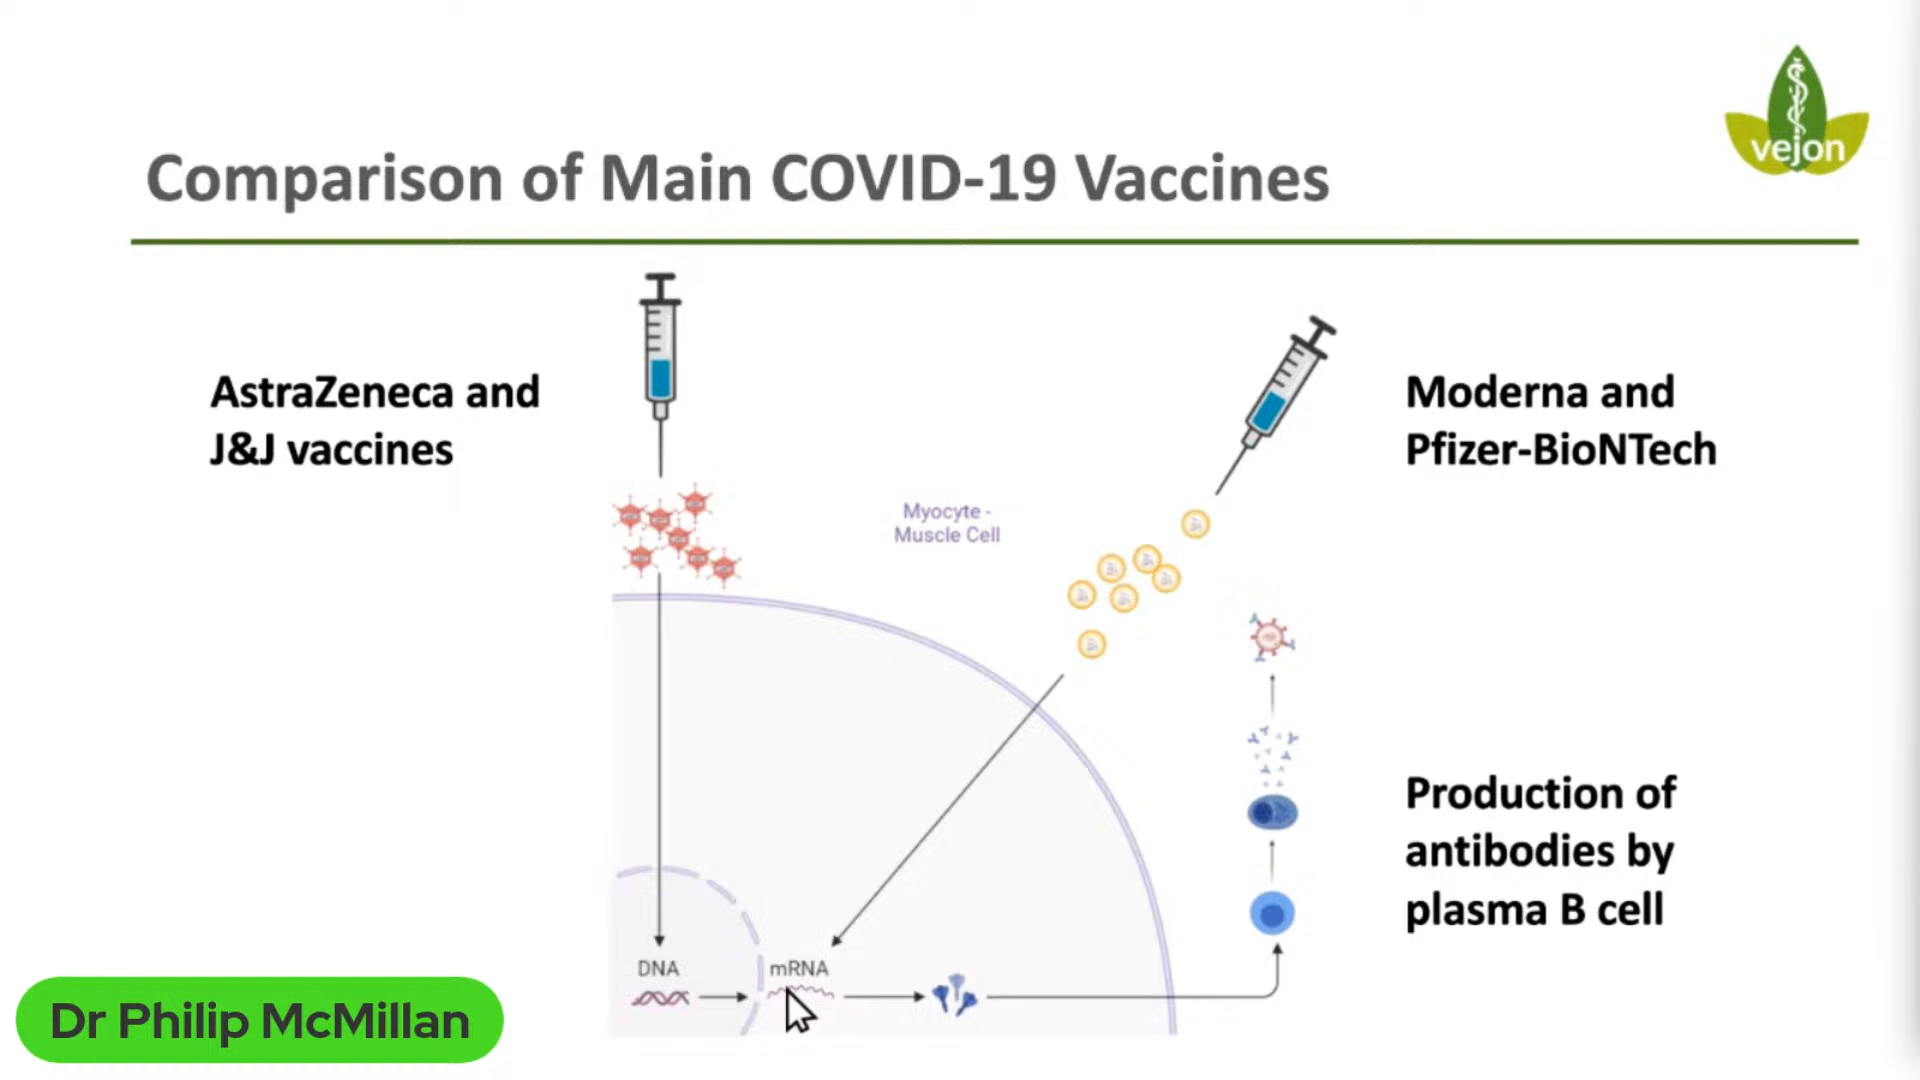 vejon
Comparison of Main COVID-19 Vaccines
AstraZeneca and
J&J vaccines
Moderna and
Pfizer-BioNTech
Myocyte -
Muscle Cell
Production of
antibodies by
plasma B cell
DNA
mRNA
Dr Philip McMillan